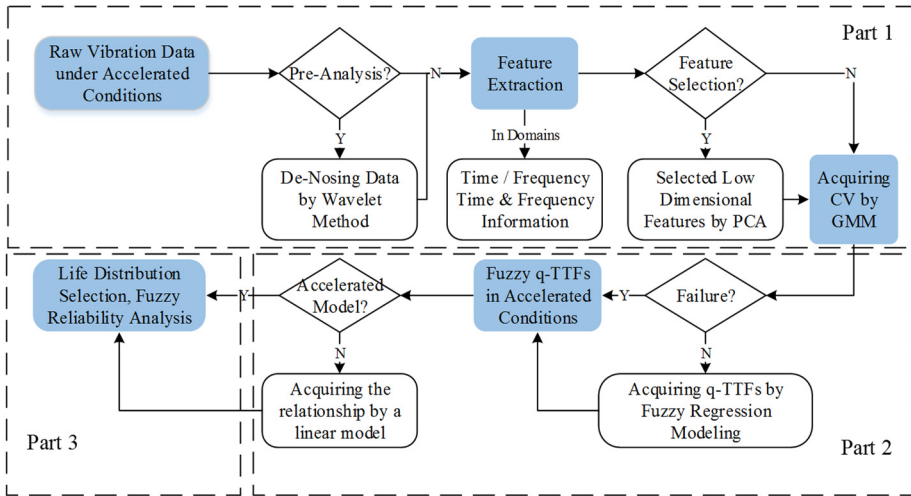 Part 1
Raw Vibration Data
under Accelerated
Conditions
Pre-Analysis?
N
Feature
Extraction
Feature
Selection?
N
Y
In Domains
Y
De-Nosing Data
by Wavelet
Method
Time / Frequency
Time & Frequency
Information
Selected Low
Dimensional
Features by PCA
Acquiring
CV by
GMM
Life Distribution
Selection, Fuzzy
Reliability Analysis
Y
Accelerated
Model?
Fuzzy q-TTFs
in Accelerated
Conditions
Y
Failure?
N
N
Acquiring the
relationship by a
linear model
Acquiring q-TTFs by
Fuzzy Regression
Modeling
Part 3
Part 2